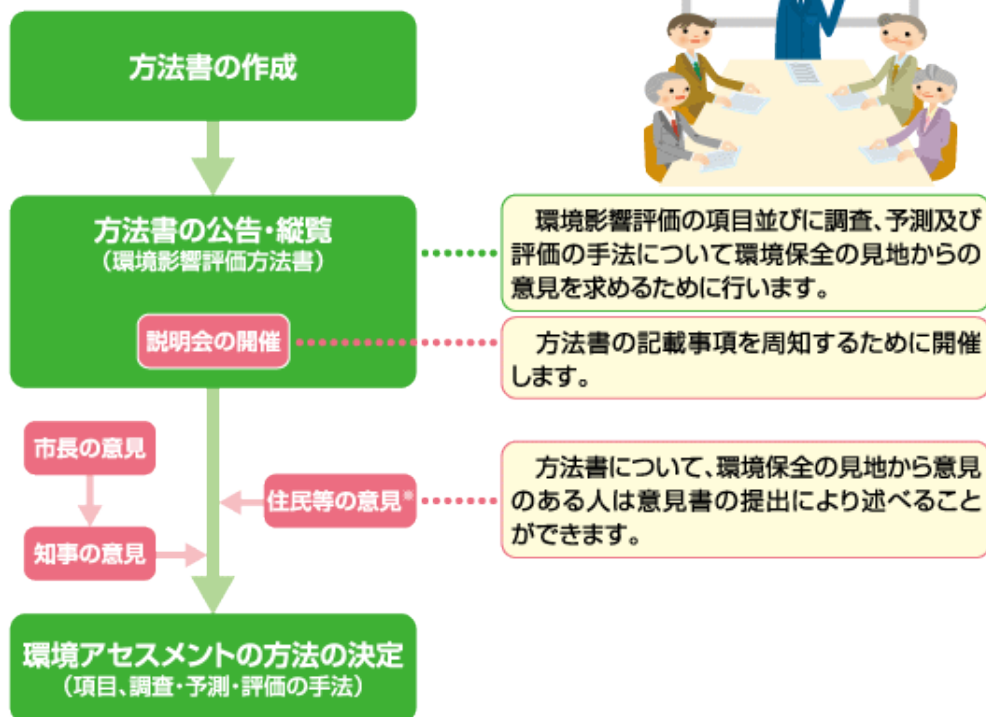 方法書の作成
方法書の公告・縦覧
（環境影響評価方法書）
環境影響評価の項目並びに調査、予測及び
評価の手法について環境保全の見地からの
意見を求めるために行います。
説明会の開催
方法書の記載事項を周知するために開催
します。
市長の意見
住民等の意見※
方法書について、環境保全の見地から意見
のある人は意見書の提出により述べること
ができます。
知事の意見
環境アセスメントの方法の決定
（項目、調査・予測・評価の手法）